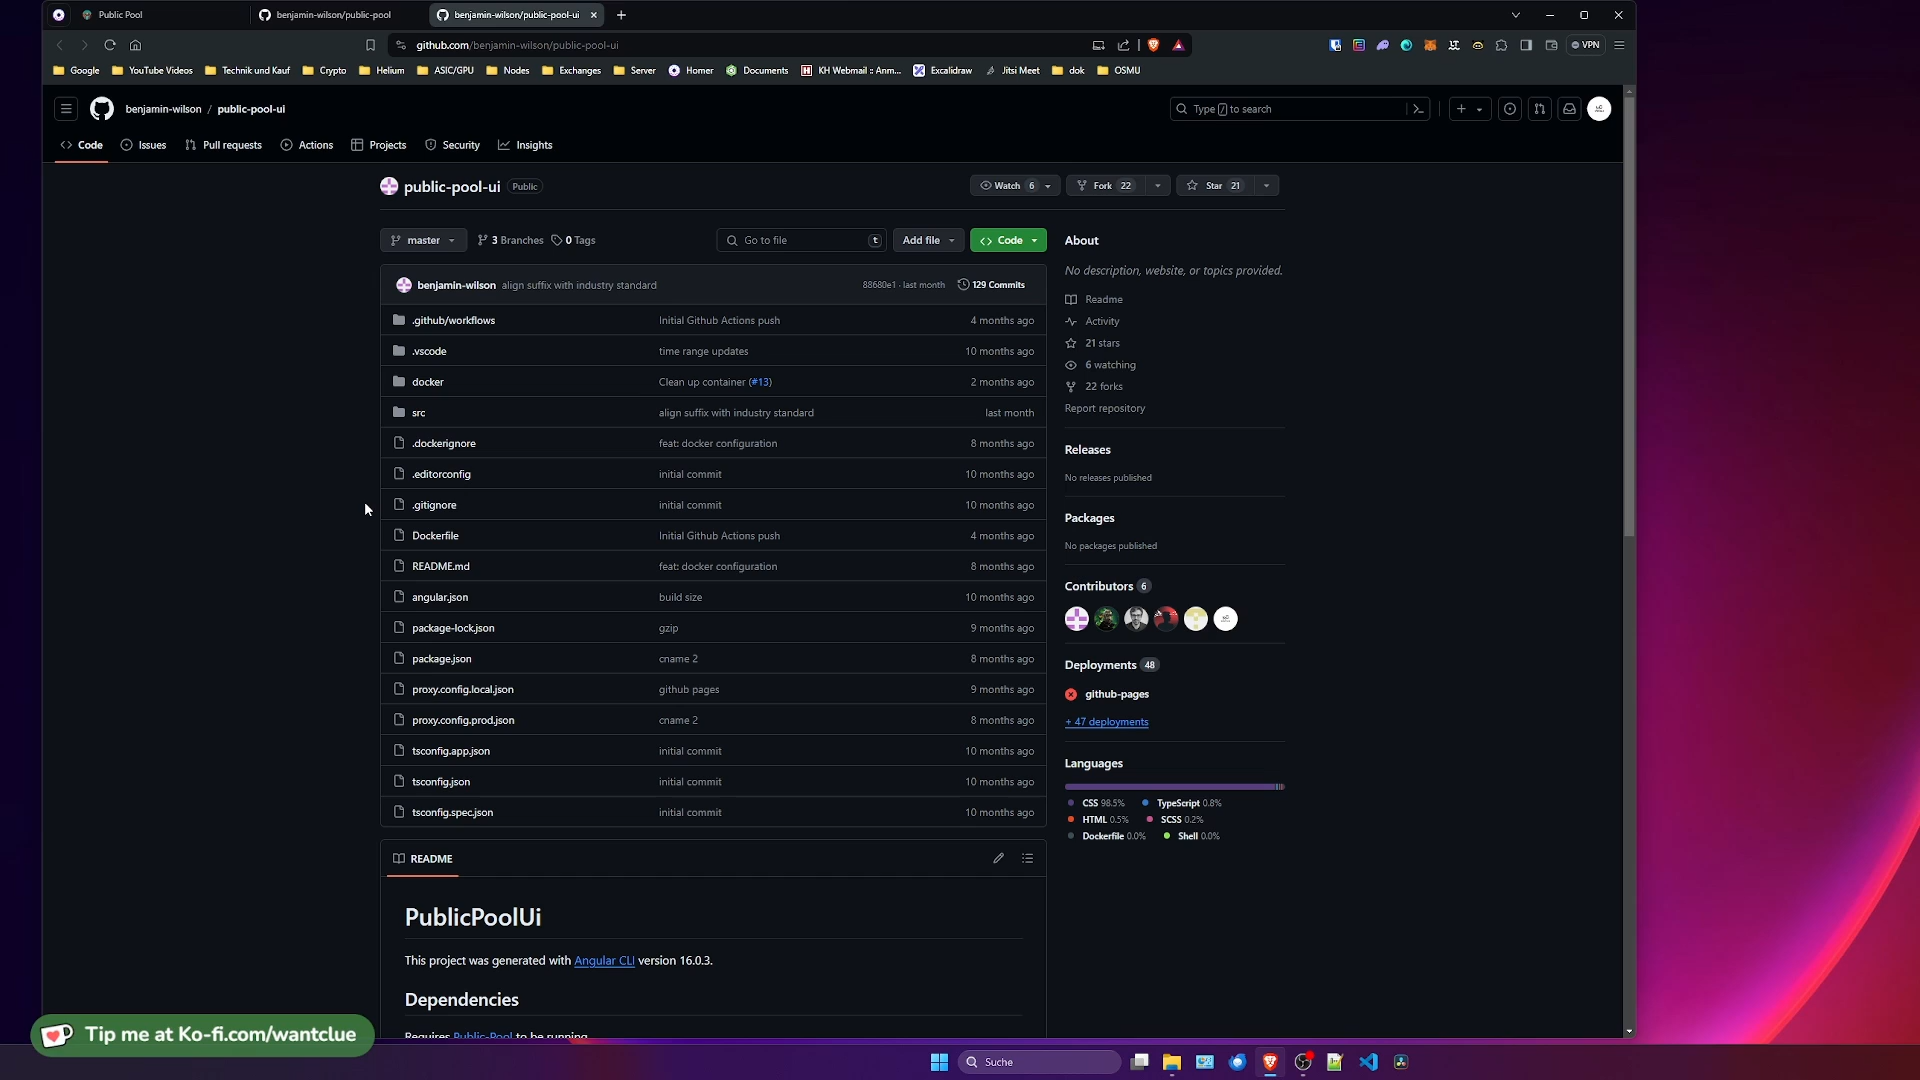 Public Pool
benjamin-wilson/public-pool
benjamin-wilson/public-pool-ui
github.com/benjamin-wilson/public-pool-ui
VPN
Google
YouTube Videos
Technik und Kauf
Crypto
Helium
ASIC/GPU
Nodes
Exchanges
Server
Homer
Documents
KH Webmail :: Anm...
Excalidraw
Jitsi Meet
dok
OSMU
benjamin-wilson / public-pool-ui
Type / to search
Code
Issues
Pull requests
Actions
Projects
Security
Insights
public-pool-ui
Public
Watch 6
Fork 22
Star 21
master
3 Branches
0 Tags
Go to file
t
Add file
Code
benjamin-wilson align suffix with industry standard
88680e1 · last month
129 Commits
.github/workflows Initial Github Actions push 4 months ago
.vscode time range updates 10 months ago
docker Clean up container (#13) 2 months ago
src align suffix with industry standard last month
.dockerignore feat: docker configuration 8 months ago
.editorconfig initial commit 10 months ago
.gitignore initial commit 10 months ago
Dockerfile Initial Github Actions push 4 months ago
README.md feat: docker configuration 8 months ago
angular.json build size 10 months ago
package-lock.json gzip 9 months ago
package.json cname 2 8 months ago
proxy.config.local.json github pages 9 months ago
proxy.config.prod.json cname 2 8 months ago
tsconfig.app.json initial commit 10 months ago
tsconfig.json initial commit 10 months ago
tsconfig.spec.json initial commit 10 months ago
README
PublicPoolUi
This project was generated with Angular CLI version 16.0.3.
Dependencies
Requires Public-Pool to be running
About
No description, website, or topics provided.
Readme
Activity
21 stars
6 watching
22 forks
Report repository
Releases
No releases published
Packages
No packages published
Contributors 6
Deployments 48
github-pages
+ 47 deployments
Languages
CSS 98.5%
TypeScript 0.8%
HTML 0.5%
SCSS 0.2%
Dockerfile 0.0%
Shell 0.0%
Tip me at Ko-fi.com/wantclue
Suche